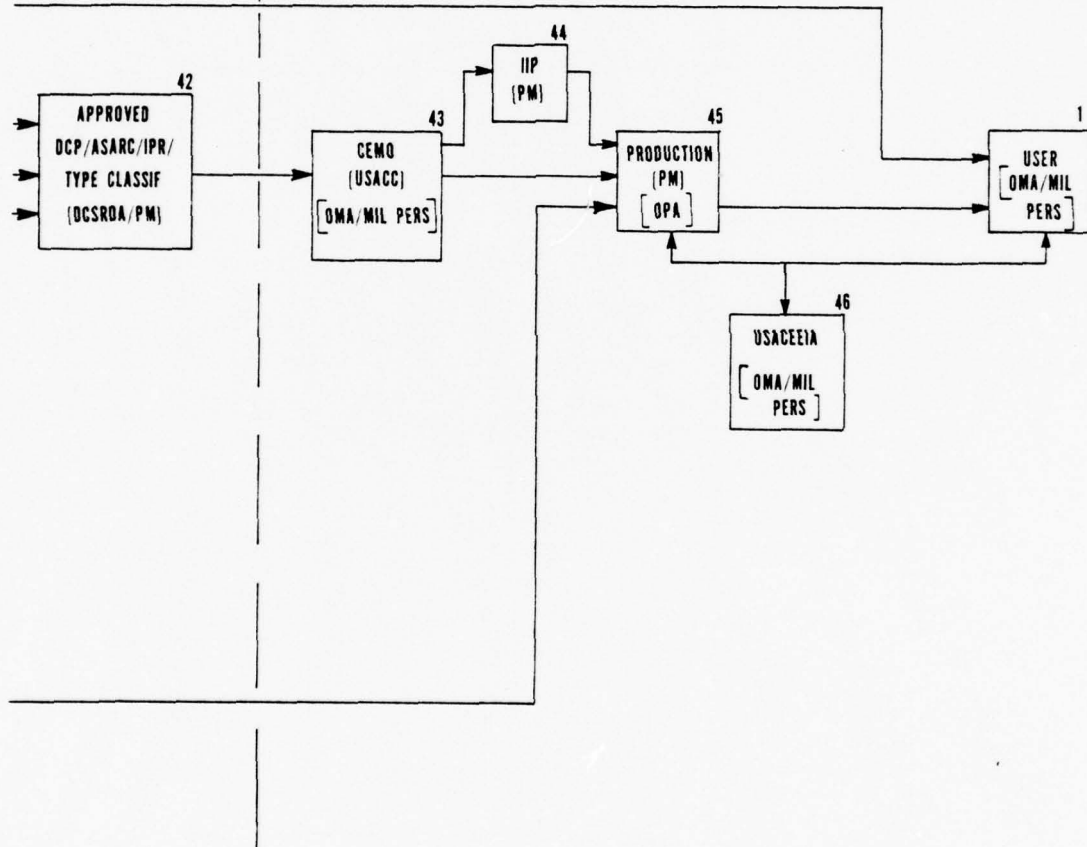 42
APPROVED
DCP/ASARC/IPR/
TYPE CLASSIF
(DCSRDA/PM)
43
CEMO
(USACC)
[OMA/MIL PERS]
44
IIP
(PM)
45
PRODUCTION
(PM)
[OPA]
1
USER
[OMA/MIL
PERS]
46
USACEEIA
[OMA/MIL
PERS]